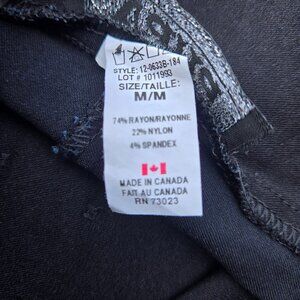 STYLE: 12-0633B-184
LOT # 1011993
SIZE/TAILLE:
M/M
74% RAYON/RAYONNE
22% NYLON
4% SPANDEX
MADE IN CANADA
FAIT AU CANADA
RN 73023